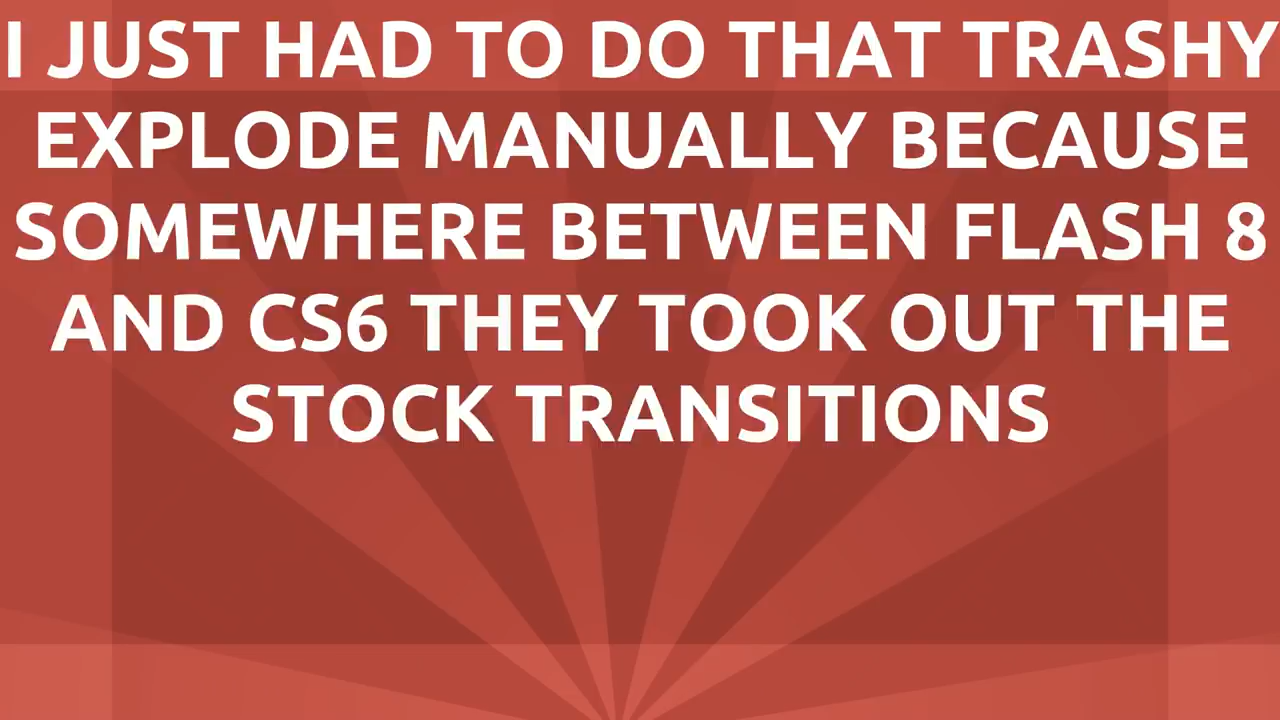 I JUST HAD TO DO THAT TRASHY
EXPLODE MANUALLY BECAUSE
SOMEWHERE BETWEEN FLASH 8
AND CS6 THEY TOOK OUT THE
STOCK TRANSITIONS